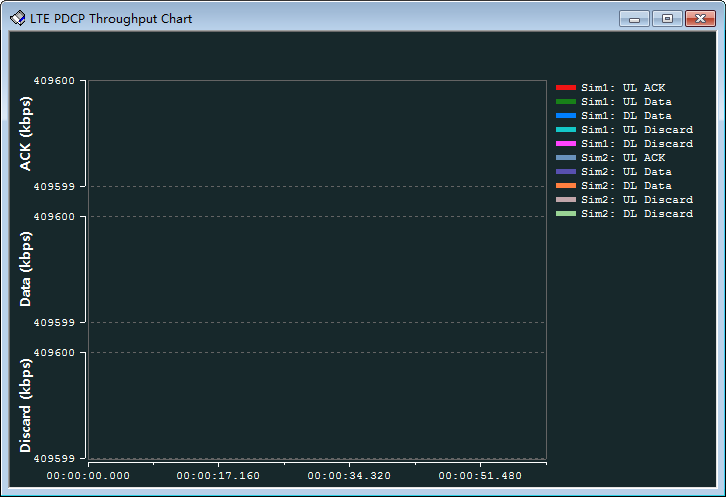 LTE PDCP Throughput Chart
409600
ACK (kbps)
409599
409600
Data (kbps)
409599
409600
Discard (kbps)
409599
00:00:00.000 00:00:17.160 00:00:34.320 00:00:51.480
Sim1: UL ACK
Sim1: UL Data
Sim1: DL Data
Sim1: UL Discard
Sim1: DL Discard
Sim2: UL ACK
Sim2: UL Data
Sim2: DL Data
Sim2: UL Discard
Sim2: DL Discard